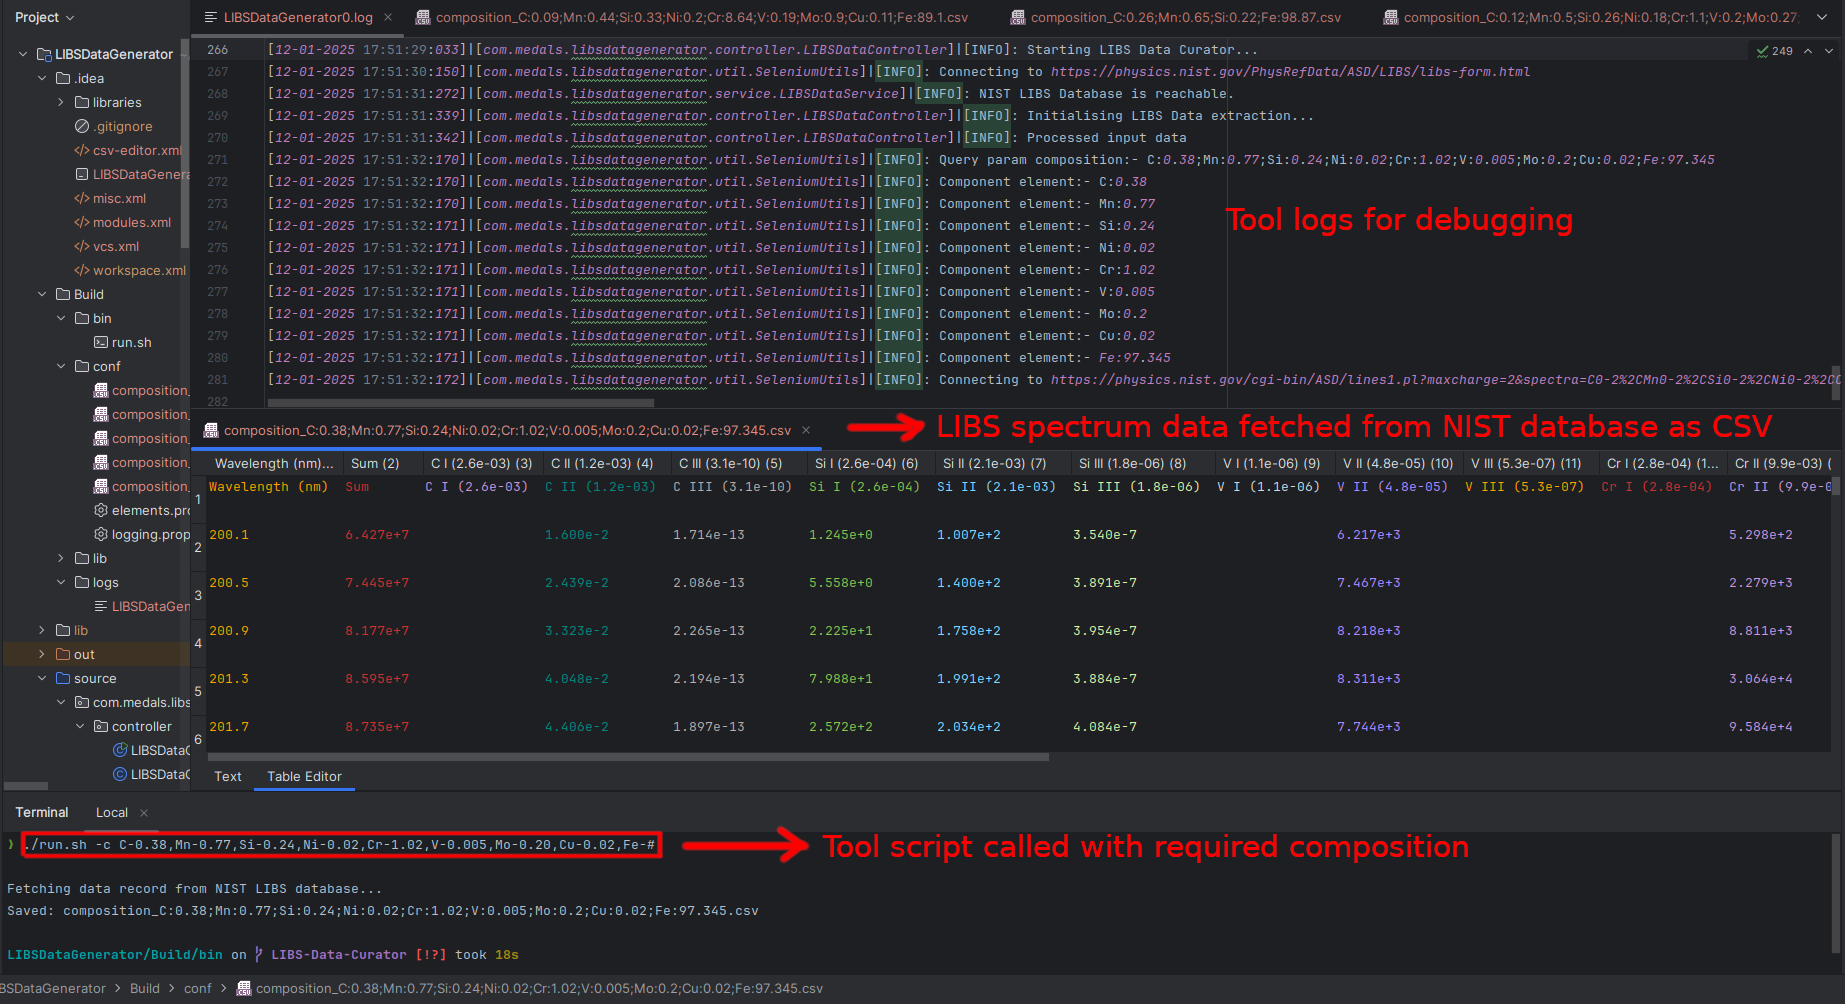 Project
LIBSDataGenerator
.idea
libraries
.gitignore
csv-editor.xml
LIBSDataGenera
misc.xml
modules.xml
vcs.xml
workspace.xml
Build
bin
run.sh
conf
composition_
composition_
composition_
composition_
composition_
elements.pro
logging.prop
lib
logs
LIBSDataGen
lib
out
source
com.medals.libs
controller
LIBSDataC
LIBSDataC
LIBSDataGenerator0.log
composition_C:0.09;Mn:0.44;Si:0.33;Ni:0.2;Cr:8.64;V:0.19;Mo:0.9;Cu:0.11;Fe:89.1.csv
composition_C:0.26;Mn:0.65;Si:0.22;Fe:98.87.csv
composition_C:0.12;Mn:0.5;Si:0.26;Ni:0.18;Cr:1.1;V:0.2;Mo:0.27;
249
266 [12-01-2025 17:51:29:033]|[com.medals.libsdatagenerator.controller.LIBSDataController]|[INFO]: Starting LIBS Data Curator...
267 [12-01-2025 17:51:30:150]|[com.medals.libsdatagenerator.util.SeleniumUtils]|[INFO]: Connecting to https://physics.nist.gov/PhysRefData/ASD/LIBS/libs-form.html
268 [12-01-2025 17:51:31:272]|[com.medals.libsdatagenerator.service.LIBSDataService]|[INFO]: NIST LIBS Database is reachable.
269 [12-01-2025 17:51:31:339]|[com.medals.libsdatagenerator.controller.LIBSDataController]|[INFO]: Initialising LIBS Data extraction...
270 [12-01-2025 17:51:31:342]|[com.medals.libsdatagenerator.controller.LIBSDataController]|[INFO]: Processed input data
271 [12-01-2025 17:51:32:170]|[com.medals.libsdatagenerator.util.SeleniumUtils]|[INFO]: Query param composition:- C:0.38;Mn:0.77;Si:0.24;Ni:0.02;Cr:1.02;V:0.005;Mo:0.2;Cu:0.02;Fe:97.345
272 [12-01-2025 17:51:32:170]|[com.medals.libsdatagenerator.util.SeleniumUtils]|[INFO]: Component element:- C:0.38
273 [12-01-2025 17:51:32:170]|[com.medals.libsdatagenerator.util.SeleniumUtils]|[INFO]: Component element:- Mn:0.77
274 [12-01-2025 17:51:32:171]|[com.medals.libsdatagenerator.util.SeleniumUtils]|[INFO]: Component element:- Si:0.24
275 [12-01-2025 17:51:32:171]|[com.medals.libsdatagenerator.util.SeleniumUtils]|[INFO]: Component element:- Ni:0.02
276 [12-01-2025 17:51:32:171]|[com.medals.libsdatagenerator.util.SeleniumUtils]|[INFO]: Component element:- Cr:1.02
277 [12-01-2025 17:51:32:171]|[com.medals.libsdatagenerator.util.SeleniumUtils]|[INFO]: Component element:- V:0.005
278 [12-01-2025 17:51:32:171]|[com.medals.libsdatagenerator.util.SeleniumUtils]|[INFO]: Component element:- Mo:0.2
279 [12-01-2025 17:51:32:171]|[com.medals.libsdatagenerator.util.SeleniumUtils]|[INFO]: Component element:- Cu:0.02
280 [12-01-2025 17:51:32:171]|[com.medals.libsdatagenerator.util.SeleniumUtils]|[INFO]: Component element:- Fe:97.345
281 [12-01-2025 17:51:32:172]|[com.medals.libsdatagenerator.util.SeleniumUtils]|[INFO]: Connecting to https://physics.nist.gov/cgi-bin/ASD/lines1.pl?maxcharge=2&spectra=C0-2%2CMn0-2%2CSi0-2%2CNi0-2%2CC
282
Tool logs for debugging
composition_C:0.38;Mn:0.77;Si:0.24;Ni:0.02;Cr:1.02;V:0.005;Mo:0.2;Cu:0.02;Fe:97.345.csv
LIBS spectrum data fetched from NIST database as CSV
Wavelength (nm)... Sum (2) C I (2.6e-03) (3) C II (1.2e-03) (4) C III (3.1e-10) (5) Si I (2.6e-04) (6) Si II (2.1e-03) (7) Si III (1.8e-06) (8) V I (1.1e-06) (9) V II (4.8e-05) (10) V III (5.3e-07) (11) Cr I (2.8e-04) (1... Cr II (9.9e-03) (
1 Wavelength (nm) Sum C I (2.6e-03) C II (1.2e-03) C III (3.1e-10) Si I (2.6e-04) Si II (2.1e-03) Si III (1.8e-06) V I (1.1e-06) V II (4.8e-05) V III (5.3e-07) Cr I (2.8e-04) Cr II (9.9e-0
2 200.1 6.427e+7 1.600e-2 1.714e-13 1.245e+0 1.007e+2 3.540e-7 6.217e+3 5.298e+2
3 200.5 7.445e+7 2.439e-2 2.086e-13 5.558e+0 1.400e+2 3.891e-7 7.467e+3 2.279e+3
4 200.9 8.177e+7 3.323e-2 2.265e-13 2.225e+1 1.758e+2 3.954e-7 8.218e+3 8.811e+3
5 201.3 8.595e+7 4.048e-2 2.194e-13 7.988e+1 1.991e+2 3.884e-7 8.311e+3 3.064e+4
6 201.7 8.735e+7 4.406e-2 1.897e-13 2.572e+2 2.034e+2 4.084e-7 7.744e+3 9.584e+4
Text Table Editor
Terminal Local
./run.sh -c C-0.38,Mn-0.77,Si-0.24,Ni-0.02,Cr-1.02,V-0.005,Mo-0.20,Cu-0.02,Fe-#
Tool script called with required composition
Fetching data record from NIST LIBS database...
Saved: composition_C:0.38;Mn:0.77;Si:0.24;Ni:0.02;Cr:1.02;V:0.005;Mo:0.2;Cu:0.02;Fe:97.345.csv
LIBSDataGenerator/Build/bin on LIBS-Data-Curator [!?] took 18s
BSDataGenerator > Build > conf > composition_C:0.38;Mn:0.77;Si:0.24;Ni:0.02;Cr:1.02;V:0.005;Mo:0.2;Cu:0.02;Fe:97.345.csv